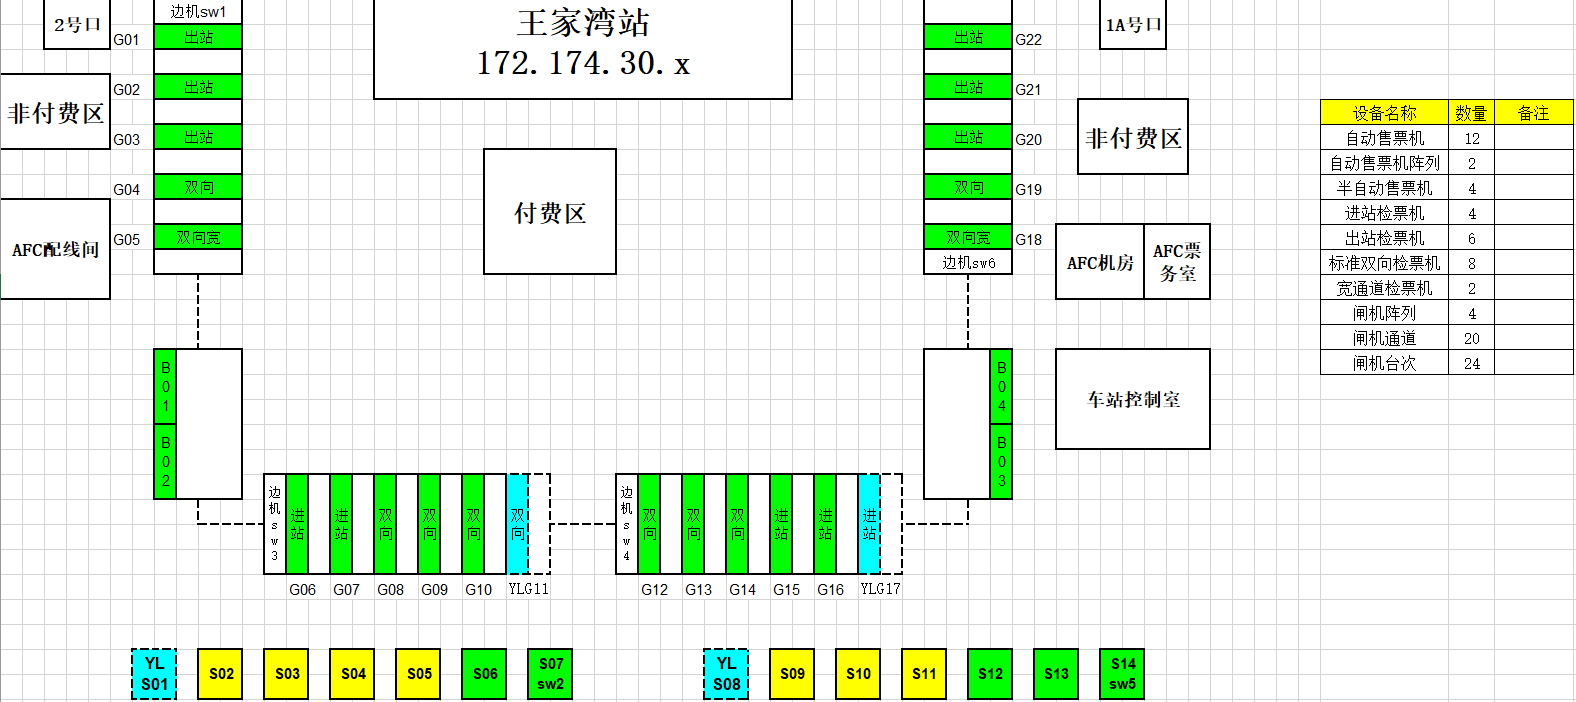 2号口
边机sw1
王家湾站
172.174.30.x
1A号口
G01
出站
出站
G22
G02
出站
出站
G21
非付费区
非付费区
G03
出站
出站
G20
G04
双向
双向
G19
付费区
G05
双向宽
双向宽
G18
边机sw6
AFC配线间
AFC机房
AFC票
务室
设备名称 数量 备注
自动售票机 12
自动售票机阵列 2
半自动售票机 4
进站检票机 4
出站检票机 6
标准双向检票机 8
宽通道检票机 2
闸机阵列 4
闸机通道 20
闸机台次 24
B01
B02
B04
B03
车站控制室
边机sw3
进站
进站
双向
双向
双向
双向
边机sw4
双向
双向
双向
进站
进站
进站
G06 G07 G08 G09 G10 YLG11
G12 G13 G14 G15 G16 YLG17
YL
S01
S02
S03
S04
S05
S06
S07
sw2
YL
S08
S09
S10
S11
S12
S13
S14
sw5